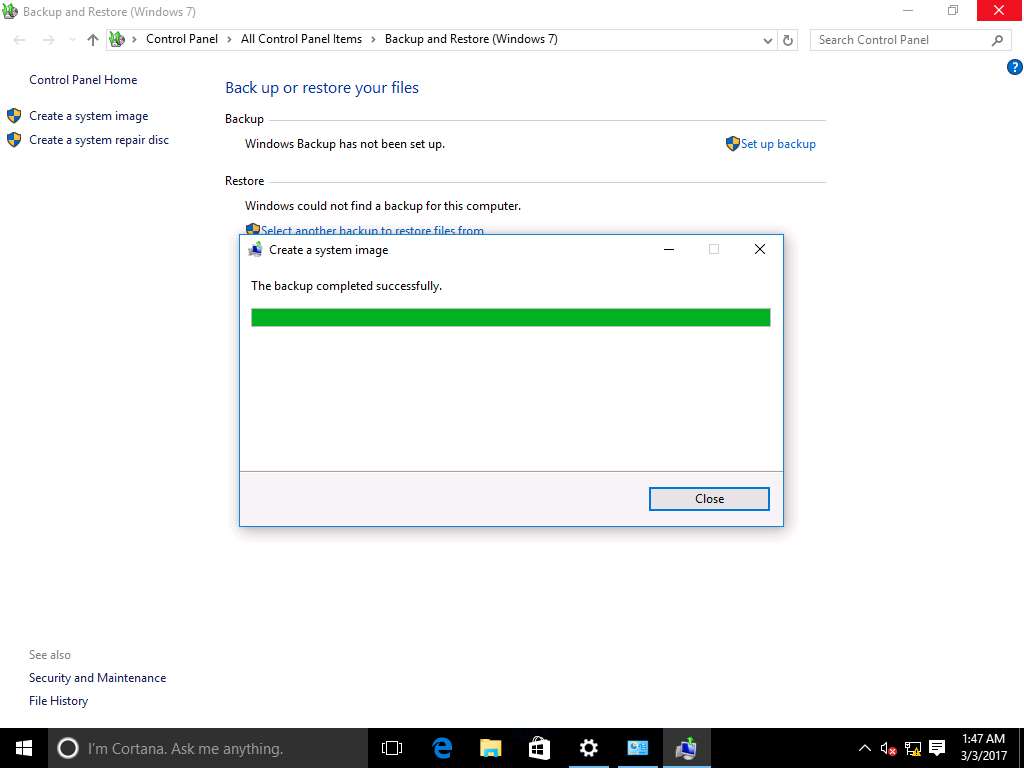 Backup and Restore (Windows 7)
Control Panel > All Control Panel Items > Backup and Restore (Windows 7)
Search Control Panel
?
Control Panel Home
Create a system image
Create a system repair disc
Back up or restore your files
Backup
Windows Backup has not been set up.
Set up backup
Restore
Windows could not find a backup for this computer.
Select another backup to restore files from
Create a system image
The backup completed successfully.
Close
See also
Security and Maintenance
File History
I'm Cortana. Ask me anything.
1:47 AM
3/3/2017